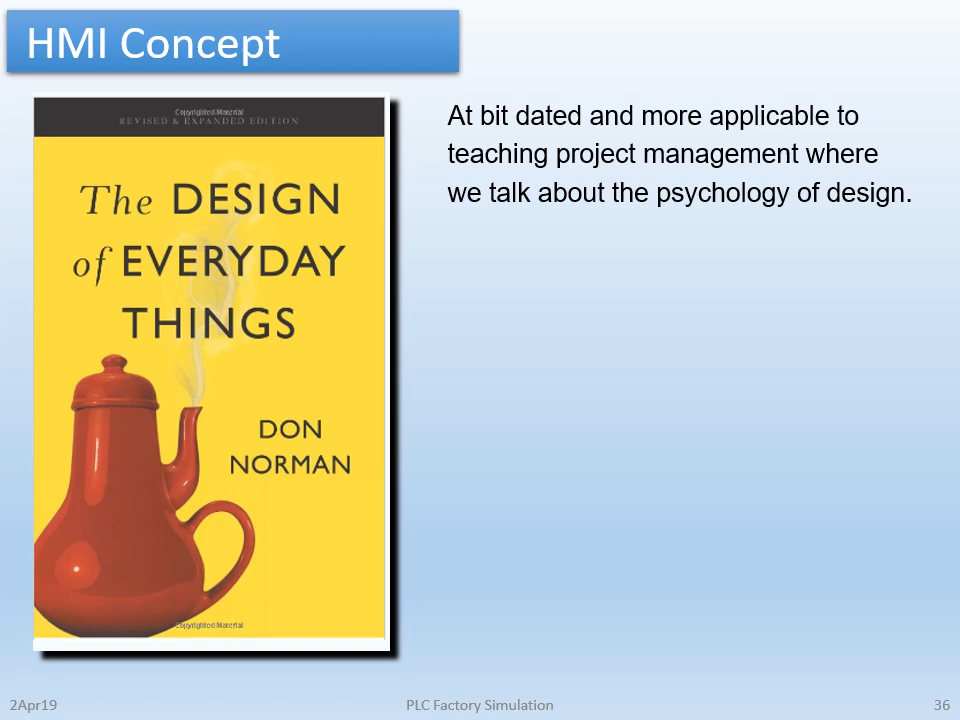 HMI Concept
Copyrighted Material
REVISED & EXPANDED EDITION
The DESIGN
of EVERYDAY
THINGS
DON
NORMAN
Copyrighted Material
At bit dated and more applicable to
teaching project management where
we talk about the psychology of design.
2Apr19
PLC Factory Simulation
36